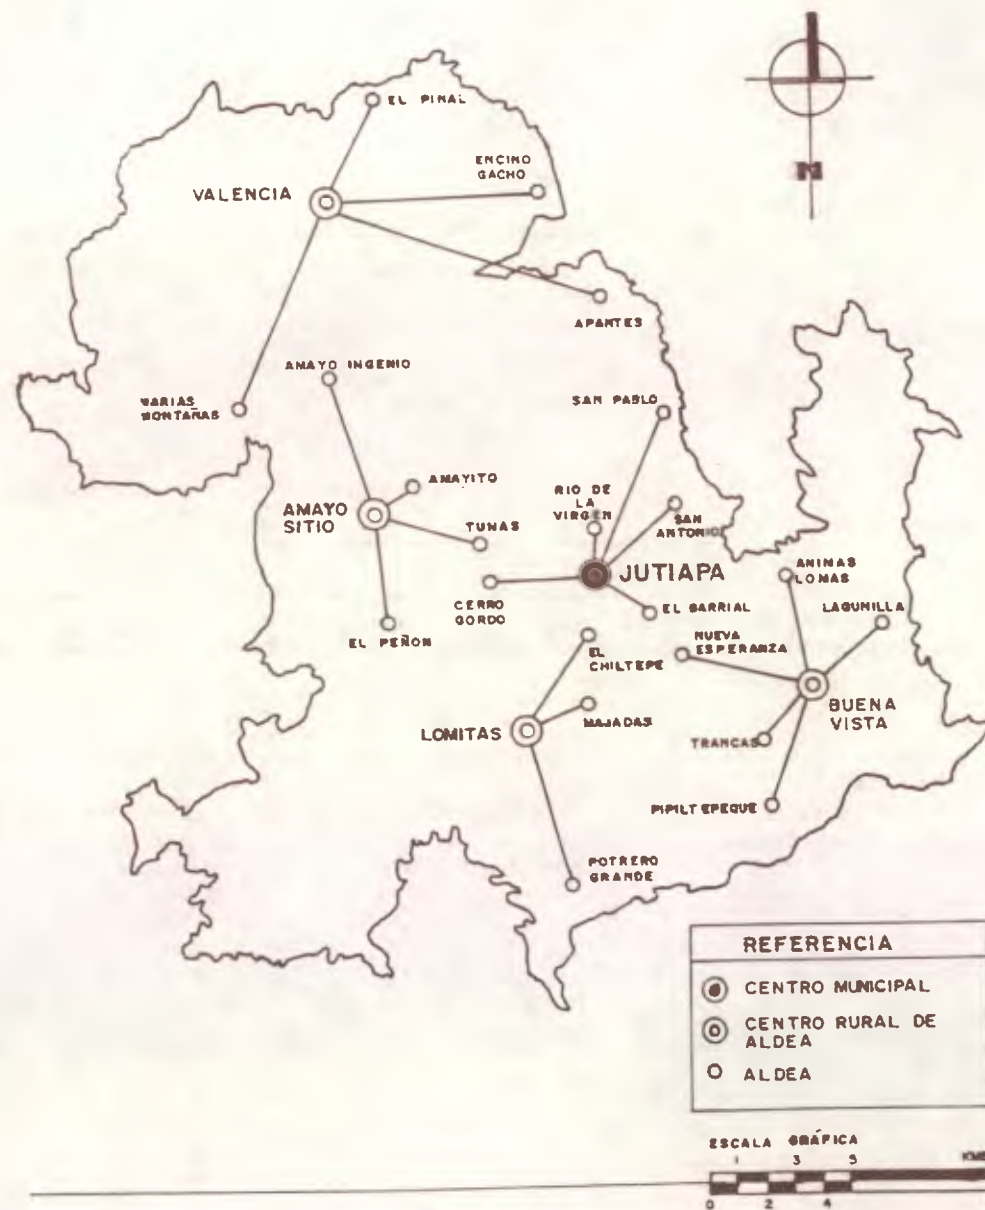 EL PINAL
ENCINO
GACHO
VALENCIA
N
APANTES
AMAYO INGENIO
VARIAS
MONTAÑAS
SAN PABLO
AMAYITO
RIO DE
LA
VIRGEN
AMAYO
SITIO
TUNAS
SAN
ANTONIO
JUTIAPA
ANIMAS
LOMAS
CERRO
GORDO
EL BARRIAL
LAGUNILLA
EL PEÑON
EL
CHILTEPE
NUEVA
ESPERANZA
BUENA
VISTA
LOMITAS
MAJADAS
TRANCAS
PIPILTEPEQUE
POTRERO
GRANDE
REFERENCIA
CENTRO MUNICIPAL
CENTRO RURAL DE
ALDEA
ALDEA
ESCALA GRÁFICA
1 3 5
0 2 4